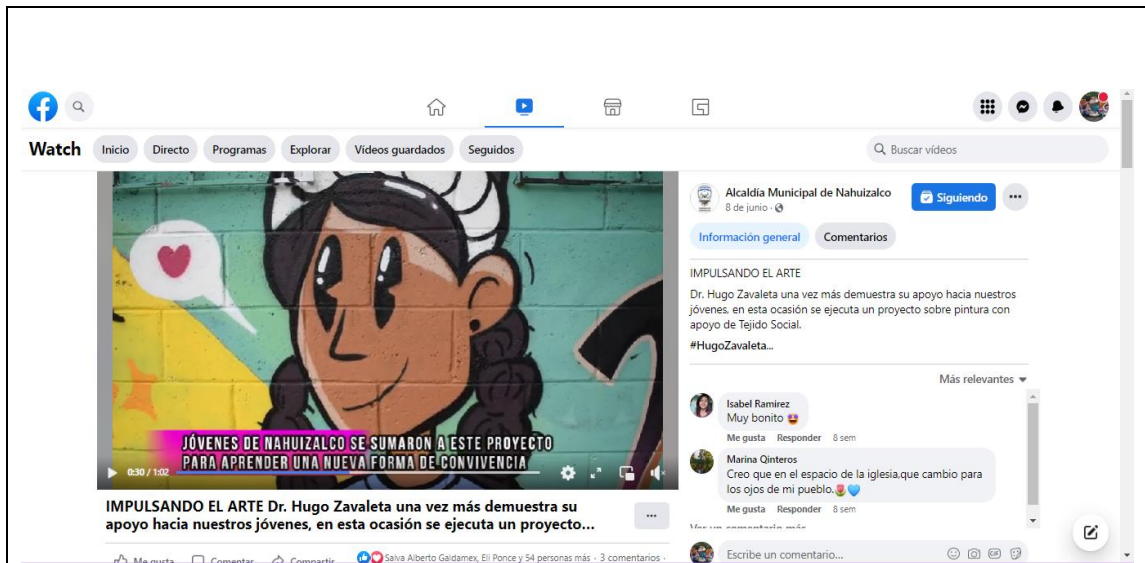 Watch
Inicio
Directo
Programas
Explorar
Vídeos guardados
Seguidos
Buscar vídeos
JÓVENES DE NAHUIZALCO SE SUMARON A ESTE PROYECTO
PARA APRENDER UNA NUEVA FORMA DE CONVIVENCIA
0:30 / 1:02
IMPULSANDO EL ARTE Dr. Hugo Zavaleta una vez más demuestra su
apoyo hacia nuestros jóvenes, en esta ocasión se ejecuta un proyecto...
Me gusta
Comentar
Compartir
Salva Alberto Galdamex, Eli Ponce y 54 personas más · 3 comentarios ·
Alcaldía Municipal de Nahuizalco
8 de junio ·
Siguiendo
Información general
Comentarios
IMPULSANDO EL ARTE
Dr. Hugo Zavaleta una vez más demuestra su apoyo hacia nuestros
jóvenes, en esta ocasión se ejecuta un proyecto sobre pintura con
apoyo de Tejido Social.
#HugoZavaleta...
Más relevantes
Isabel Ramirez
Muy bonito
Me gusta Responder 8 sem
Marina Qinteros
Creo que en el espacio de la iglesia,que cambio para
los ojos de mi pueblo.
Me gusta Responder 8 sem
Ver un comentario más
Escribe un comentario...
GIF